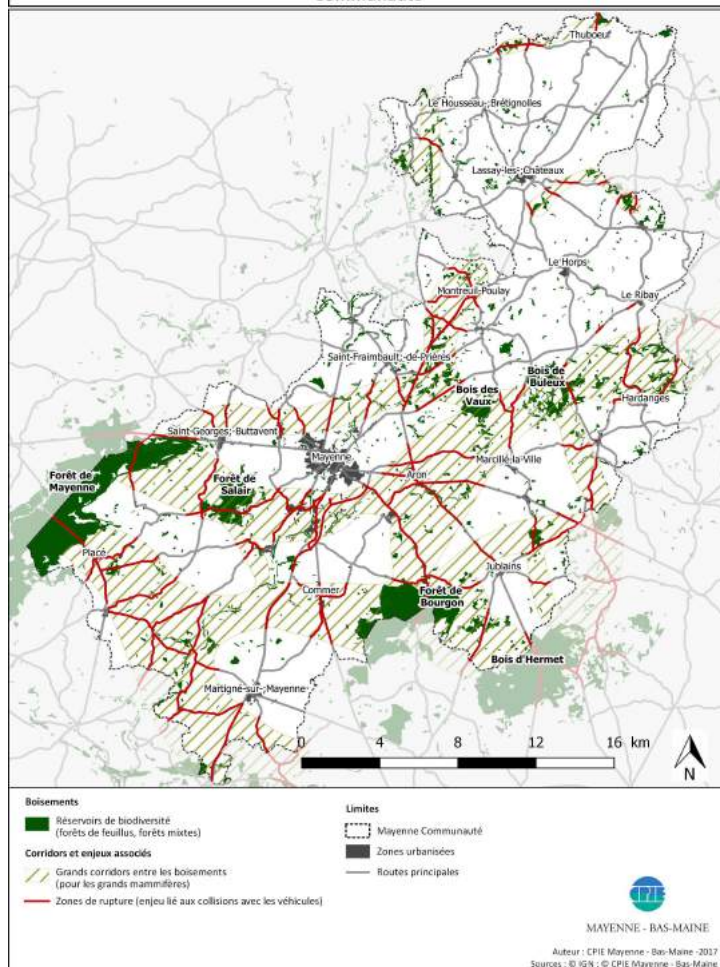 Thuboeuf
Le Housseau-;Brétignolles
Lassay-les-;Châteaux
Le Horps
Montreuil-Poulay
Le Ribay
Saint-Fraimbault;-de-Prières
Bois des
Vaux
Bois de
Buleux
Hardanges
Saint-Georges;-Buttavent
Mayenne
Marcillé-la-Ville
Aron
Forêt de
Mayenne
Forêt de
Salair
Placé
Jublains
Commer
Forêt de
Bourgon
Bois d'Hermet
Martigné-sur-;Mayenne
0 4 8 12 16 km
N
Boisements
Réservoirs de biodiversité
(forêts de feuillus, forêts mixtes)
Corridors et enjeux associés
Grands corridors entre les boisements
(pour les grands mammifères)
Zones de rupture (enjeu lié aux collisions avec les véhicules)
Limites
Mayenne Communauté
Zones urbanisées
Routes principales
CPIE
MAYENNE - BAS-MAINE
Auteur : CPIE Mayenne - Bas-Maine -2017
Sources : © IGN : © CPIE Mayenne - Bas-Maine